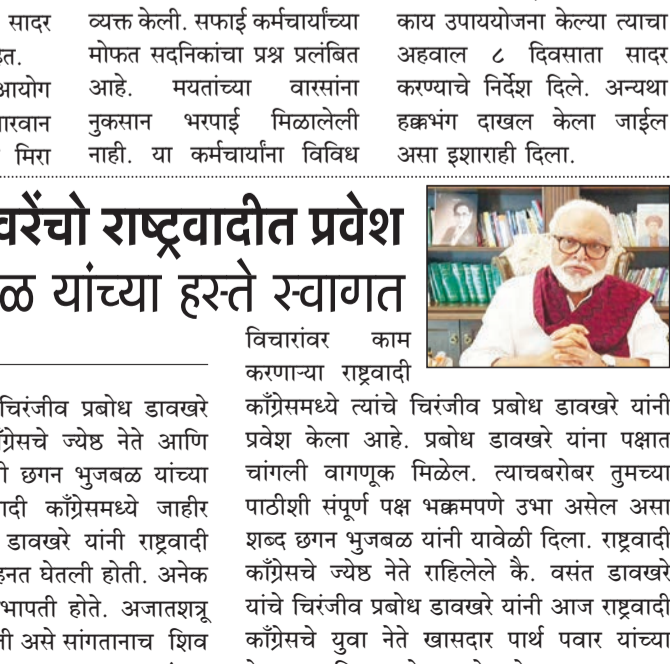 सादर
आयोग
मिरा
व्यक्त केली. सफाई कर्मचार्यांच्या
मोफत सदनिकांचा प्रश्न प्रलंबित
आहे. मयतांच्या वारसांना
नुकसान भरपाई मिळालेली
नाही. या कर्मचार्यांना विविध
काय उपाययोजना केल्या त्याचा
अहवाल ८ दिवसाता सादर
करण्याचे निर्देश दिले. अन्यथा
हक्कभंग दाखल केला जाईल
असा इशाराही दिला.
राष्ट्रवादीत प्रवेश
यांच्या हस्ते स्वागत
चिरंजीव प्रबोध डावखरे
ज्येष्ठ नेते आणि
छगन भुजबळ यांच्या
काँग्रेसमध्ये जाहीर
डावखरे यांनी राष्ट्रवादी
घेतली होती. अनेक
होते. अजातशत्रू
असे सांगतानाच शिव
विचारांवर काम
करणाऱ्या राष्ट्रवादी
काँग्रेसमध्ये त्यांचे चिरंजीव प्रबोध डावखरे यांनी
प्रवेश केला आहे. प्रबोध डावखरे यांना पक्षात
चांगली वागणूक मिळेल. त्याचबरोबर तुमच्या
पाठीशी संपूर्ण पक्ष भक्कमपणे उभा असेल असा
शब्द छगन भुजबळ यांनी यावेळी दिला. राष्ट्रवादी
काँग्रेसचे ज्येष्ठ नेते राहिलेले कै. वसंत डावखरे
यांचे चिरंजीव प्रबोध डावखरे यांनी आज राष्ट्रवादी
काँग्रेसचे युवा नेते खासदार पार्थ पवार यांच्या